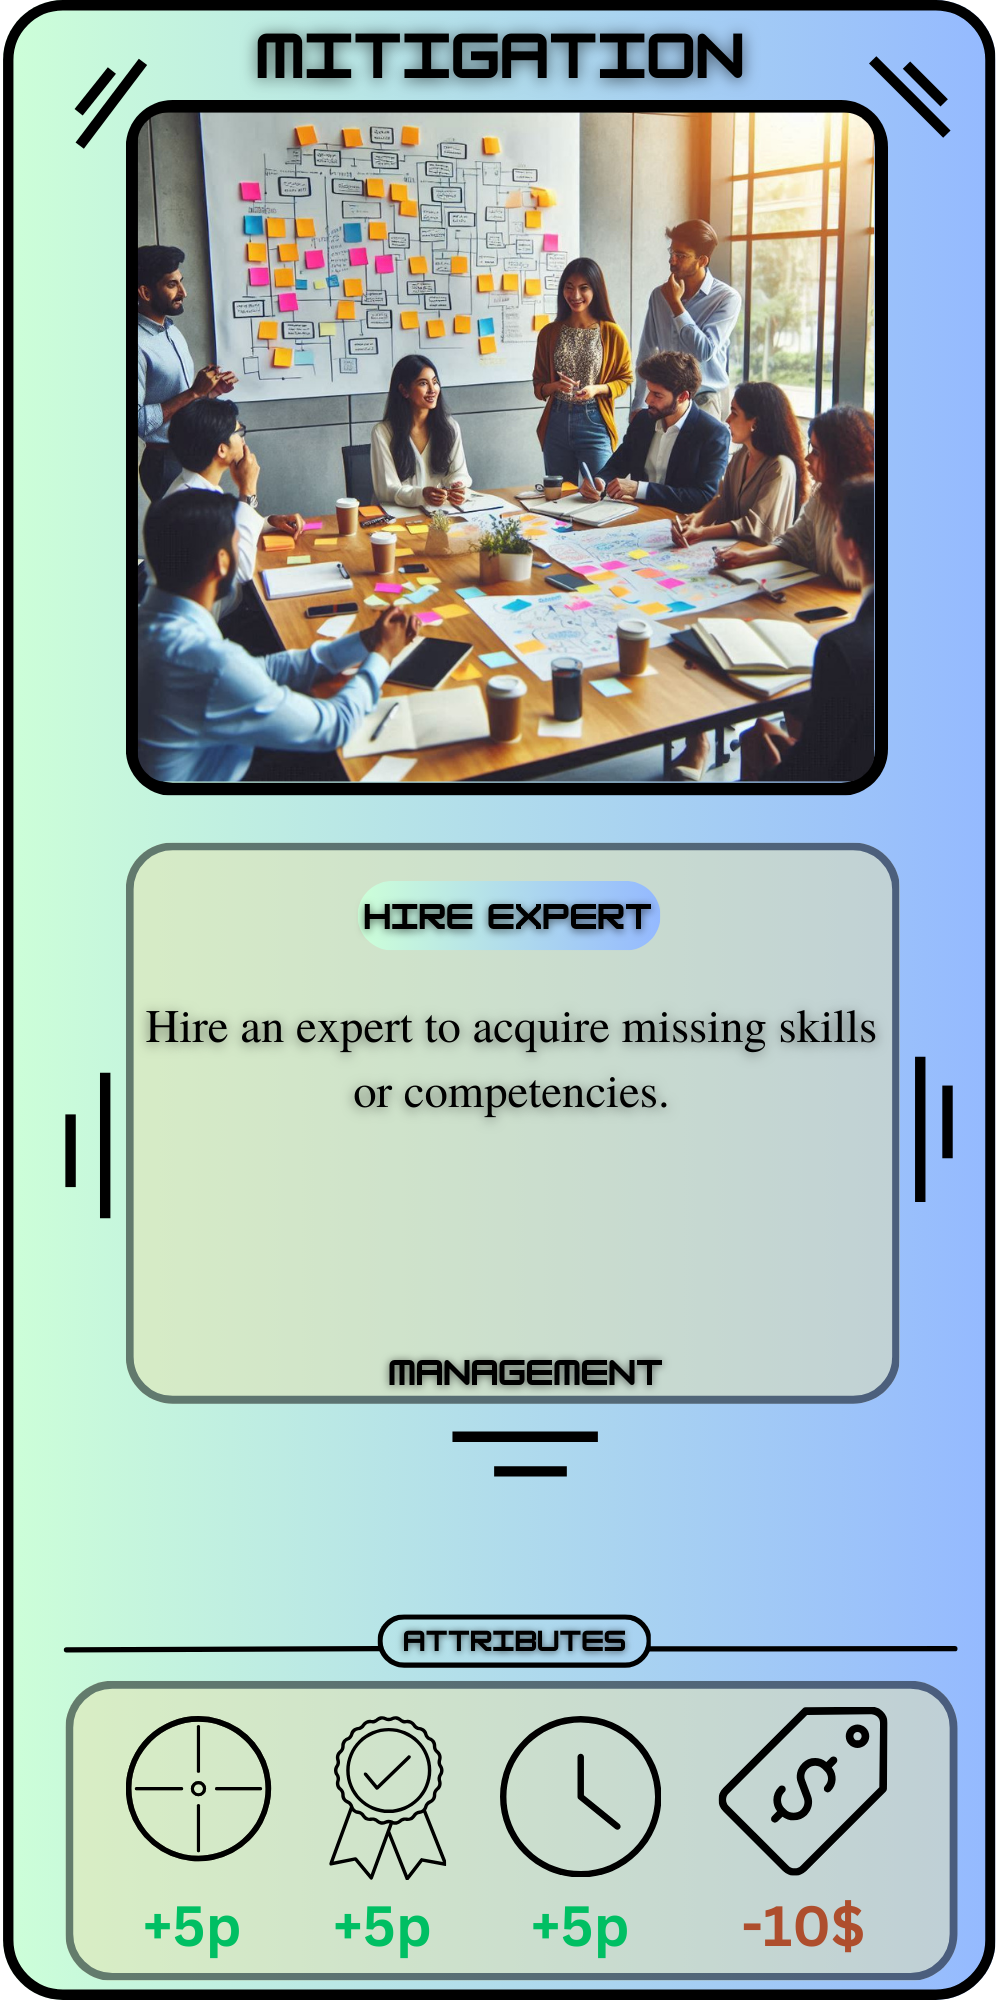 MITIGATION
HIRE EXPERT
Hire an expert to acquire missing skills
or competencies.
MANAGEMENT
ATTRIBUTES
+5p +5p +5p -10$